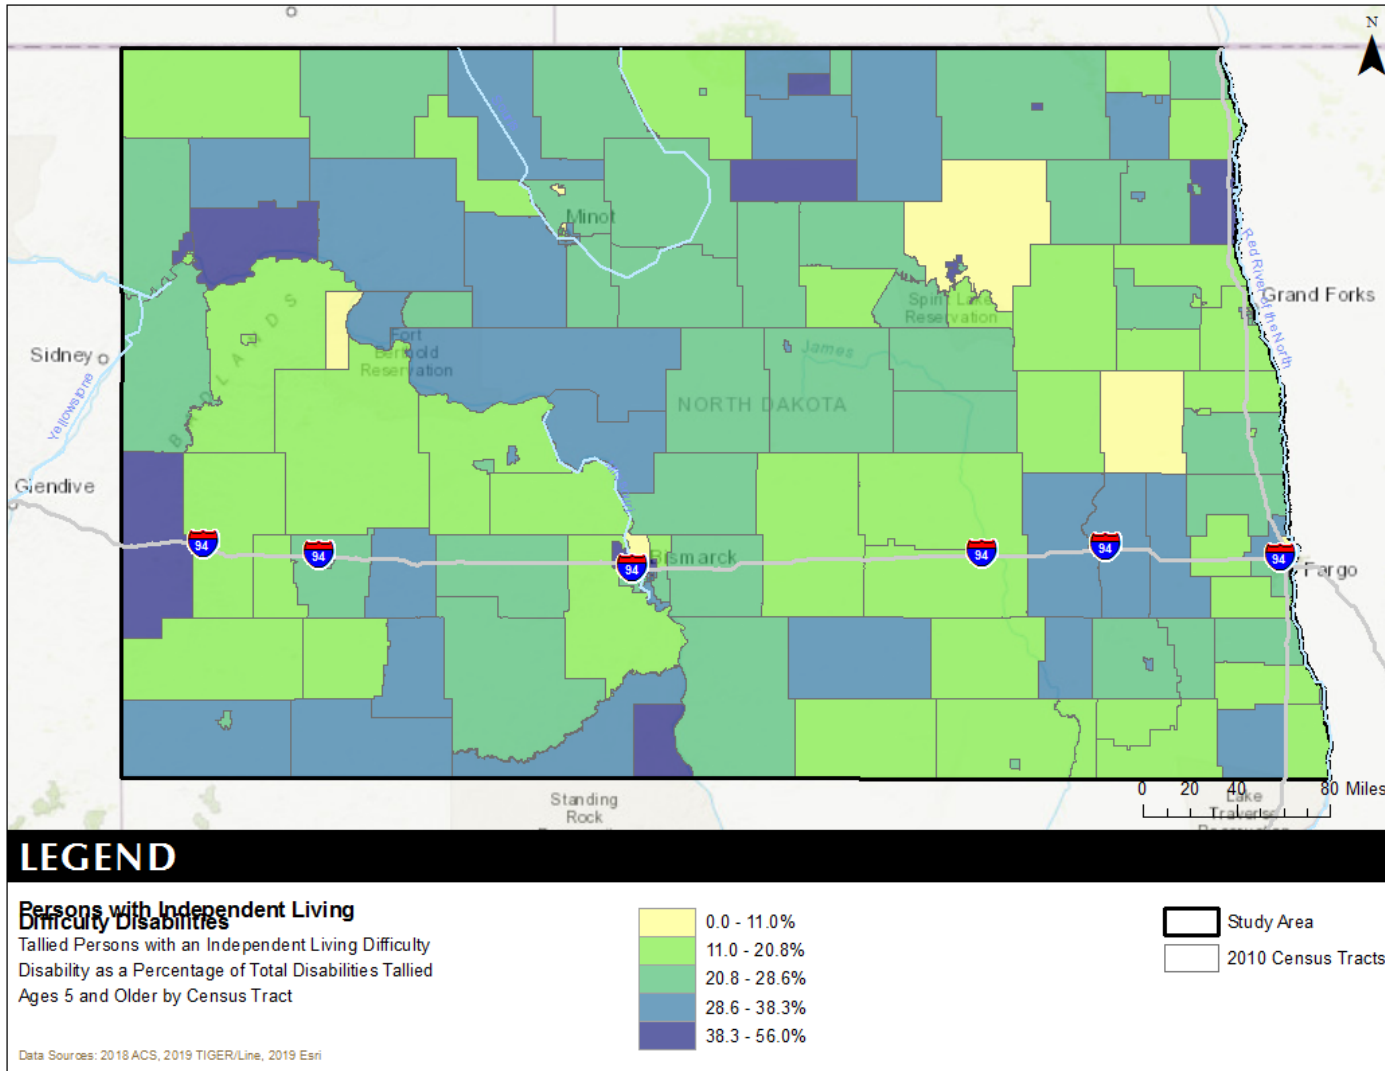 N
Minot
Red River of the North
Grand Forks
Spirit Lake
Reservation
BADLANDS
Fort
Berthold
Reservation
James
Sidney
Yellowstone
NORTH DAKOTA
Glendive
94
94
94
94
94
94
Bismarck
Fargo
0 20 40 80 Miles
Standing
Rock
Lake
Traverse
Reservation
LEGEND
Persons with Independent Living
Difficulty Disabilities
Tallied Persons with an Independent Living Difficulty
Disability as a Percentage of Total Disabilities Tallied
Ages 5 and Older by Census Tract
Data Sources: 2018 ACS, 2019 TIGER/Line, 2019 Esri
0.0 - 11.0%
11.0 - 20.8%
20.8 - 28.6%
28.6 - 38.3%
38.3 - 56.0%
Study Area
2010 Census Tracts